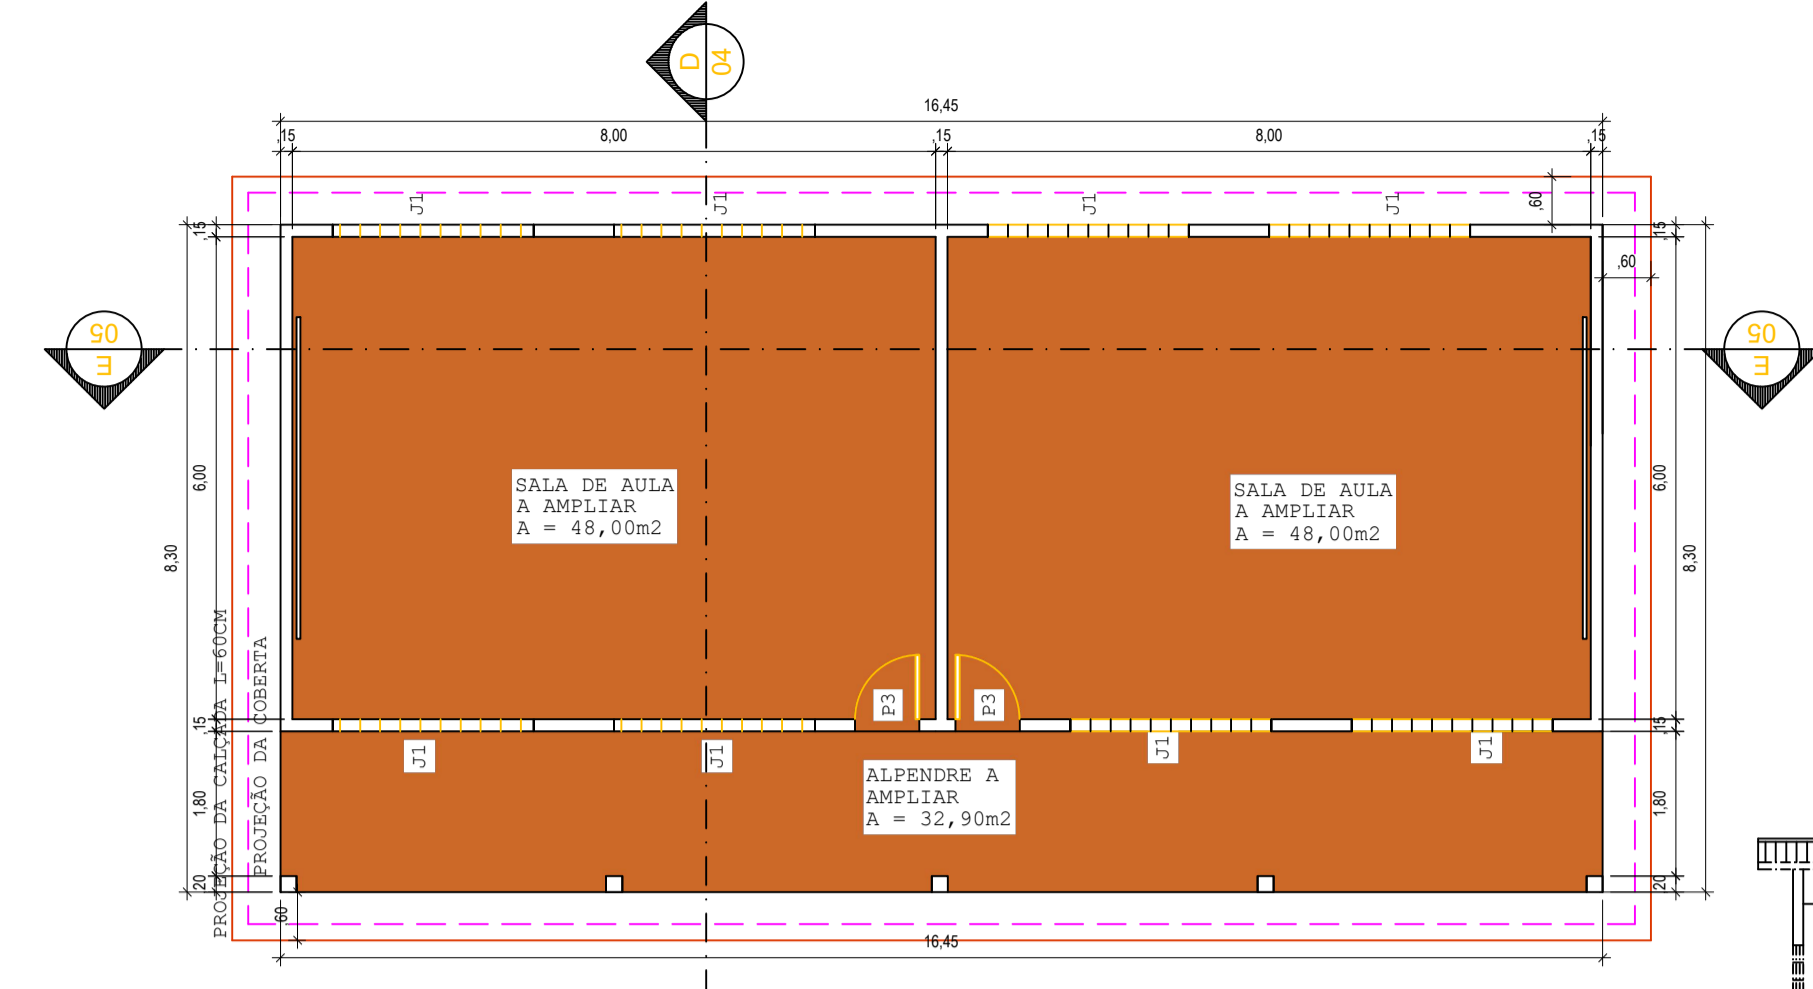 D
04
16,45
,15
8,00
,15
8,00
,15
J1
J1
J1
J1
,60
,15
,15
,60
05
E
05
E
6,00
6,00
SALA DE AULA
A AMPLIAR
A = 48,00m2
SALA DE AULA
A AMPLIAR
A = 48,00m2
8,30
8,30
PROJEÇÃO DA CALÇADA L=60CM
PROJEÇÃO DA COBERTA
P3
P3
,15
,15
J1
J1
J1
J1
ALPENDRE A
AMPLIAR
A = 32,90m2
1,80
1,80
,20
,20
,60
16,45